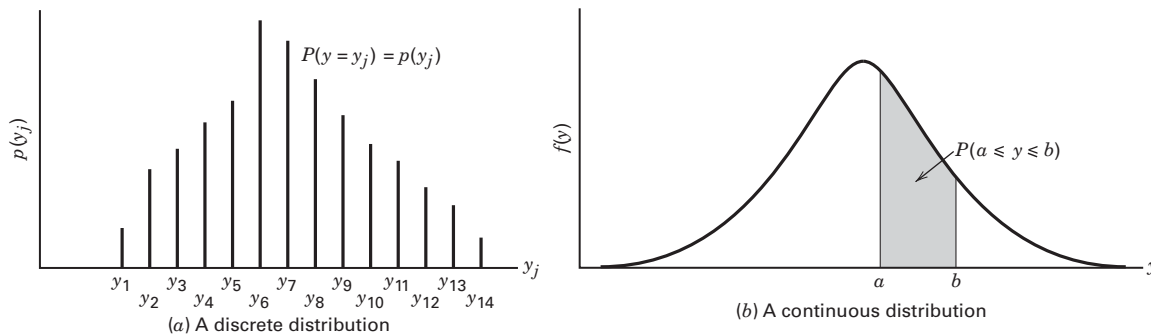 P(y = y_j) = p(y_j)
p(y_j)
y_j
y_1 y_3 y_5 y_7 y_9 y_11 y_13
y_2 y_4 y_6 y_8 y_10 y_12 y_14
(a) A discrete distribution
f(y)
P(a ⩽ y ⩽ b)
a b
y
(b) A continuous distribution